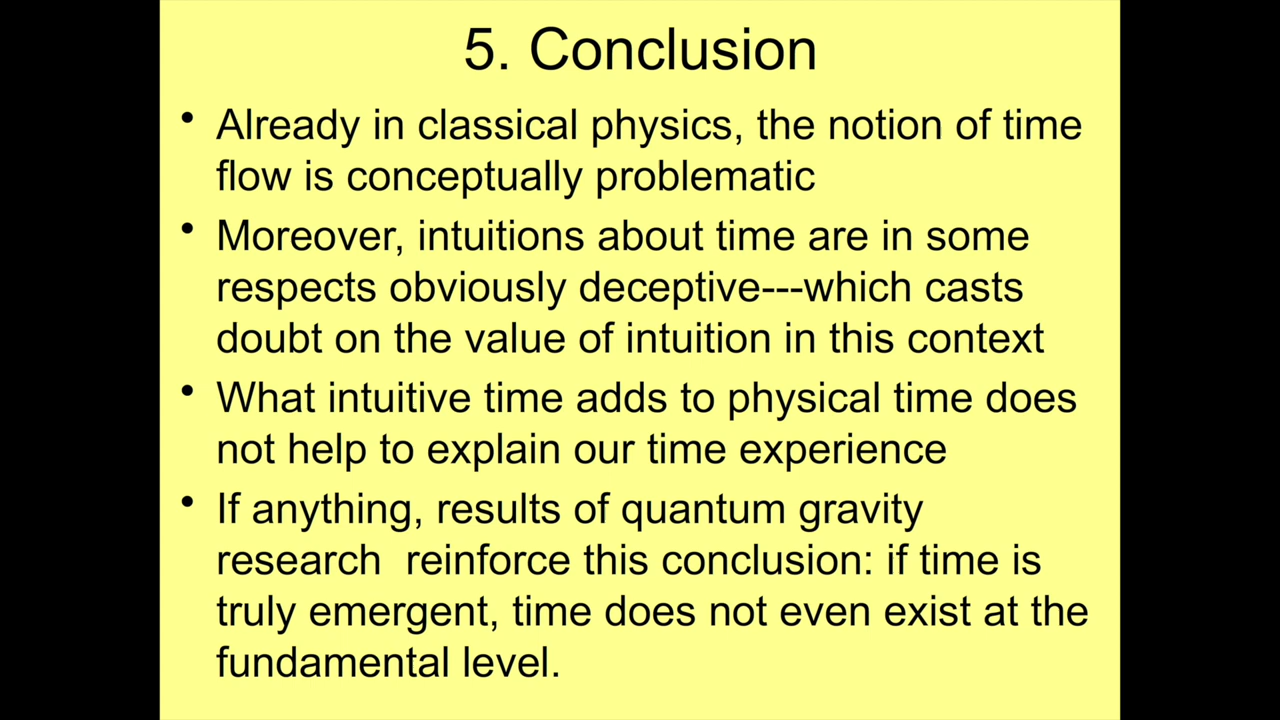 5. Conclusion
• Already in classical physics, the notion of time
flow is conceptually problematic
• Moreover, intuitions about time are in some
respects obviously deceptive---which casts
doubt on the value of intuition in this context
• What intuitive time adds to physical time does
not help to explain our time experience
• If anything, results of quantum gravity
research  reinforce this conclusion: if time is
truly emergent, time does not even exist at the
fundamental level.